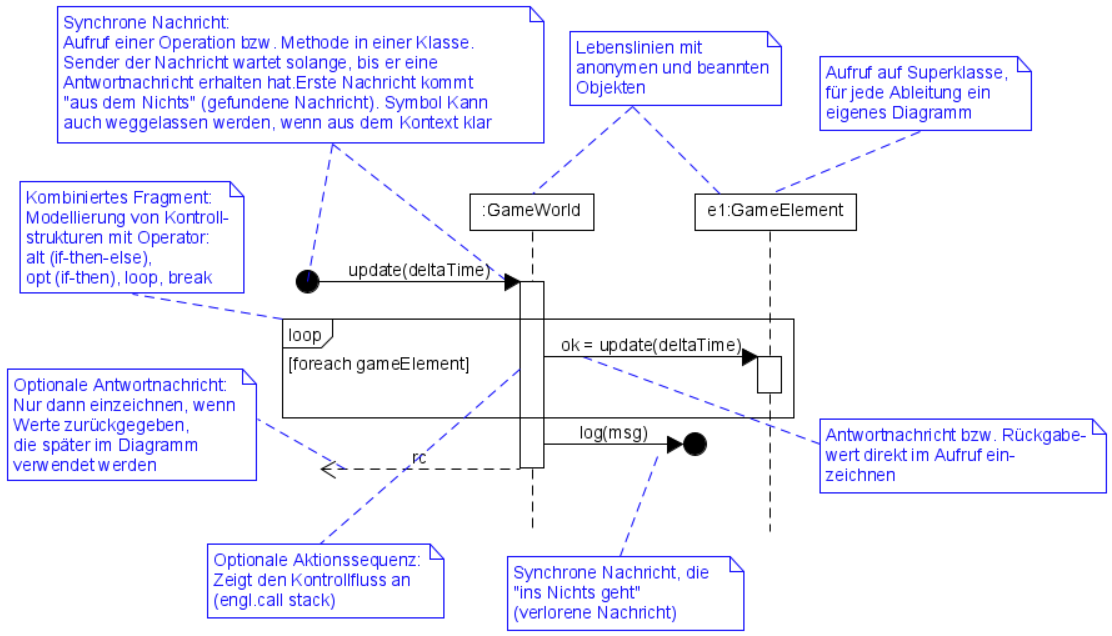 Synchrone Nachricht:
Aufruf einer Operation bzw. Methode in einer Klasse.
Sender der Nachricht wartet solange, bis er eine
Antwortnachricht erhalten hat.Erste Nachricht kommt
"aus dem Nichts" (gefundene Nachricht). Symbol Kann
auch weggelassen werden, wenn aus dem Kontext klar
Lebenslinien mit
anonymen und beannten
Objekten
Aufruf auf Superklasse,
für jede Ableitung ein
eigenes Diagramm
Kombiniertes Fragment:
Modellierung von Kontroll-
strukturen mit Operator:
alt (if-then-else),
opt (if-then), loop, break
:GameWorld
e1:GameElement
update(deltaTime)
loop
[foreach gameElement]
ok = update(deltaTime)
Optionale Antwortnachricht:
Nur dann einzeichnen, wenn
Werte zurückgegeben,
die später im Diagramm
verwendet werden
log(msg)
rc
Antwortnachricht bzw. Rückgabe-
wert direkt im Aufruf ein-
zeichnen
Optionale Aktionssequenz:
Zeigt den Kontrollfluss an
(engl.call stack)
Synchrone Nachricht, die
"ins Nichts geht"
(verlorene Nachricht)